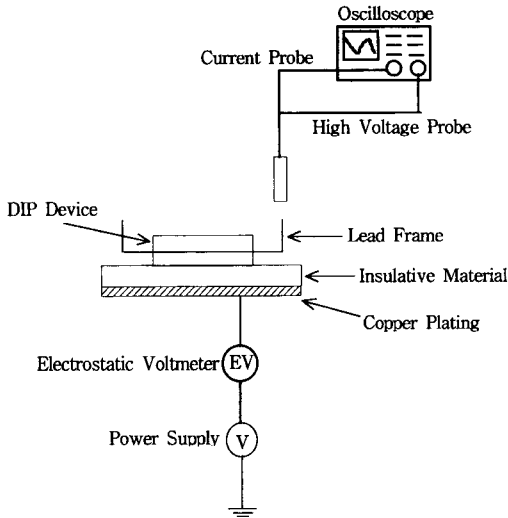 Oscilloscope
Current Probe
High Voltage Probe
DIP Device
Lead Frame
Insulative Material
Copper Plating
Electrostatic Voltmeter
EV
Power Supply
V